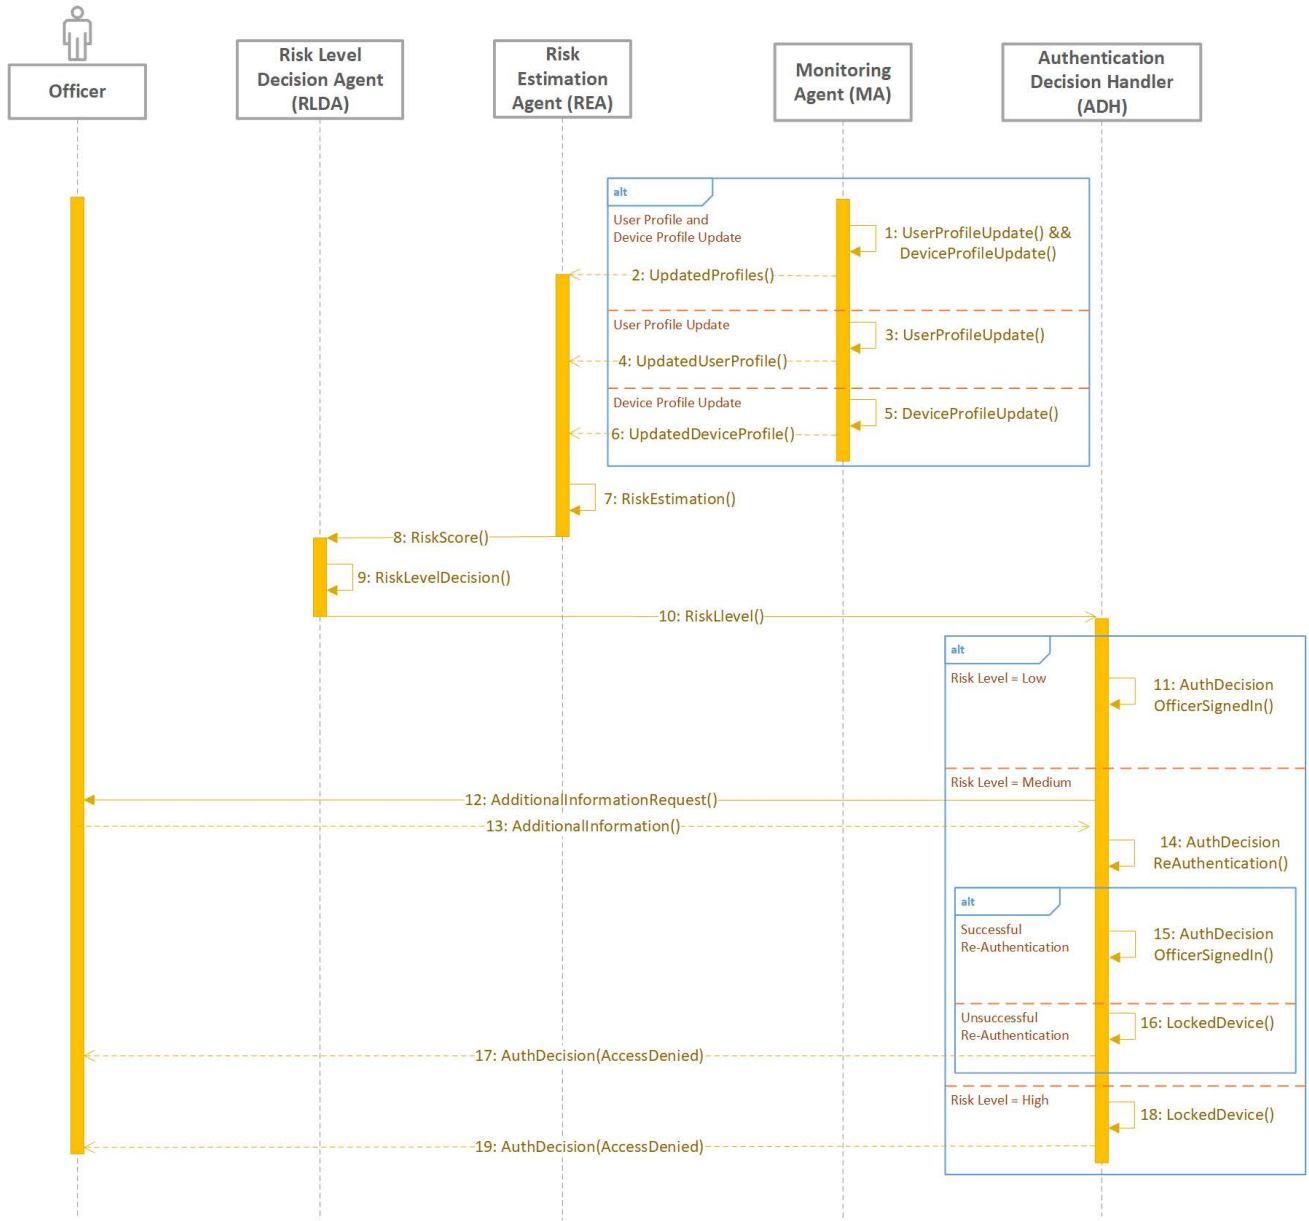 Officer
Risk Level
Decision Agent
(RLDA)
Risk
Estimation
Agent (REA)
Monitoring
Agent (MA)
Authentication
Decision Handler
(ADH)
alt
User Profile and
Device Profile Update
1: UserProfileUpdate() &&
DeviceProfileUpdate()
2: UpdatedProfiles()
User Profile Update
3: UserProfileUpdate()
4: UpdatedUserProfile()
Device Profile Update
5: DeviceProfileUpdate()
6: UpdatedDeviceProfile()
7: RiskEstimation()
8: RiskScore()
9: RiskLevelDecision()
10: RiskLlevel()
alt
Risk Level = Low
11: AuthDecision
OfficerSignedIn()
Risk Level = Medium
12: AdditionalInformationRequest()
13: AdditionalInformation()
14: AuthDecision
ReAuthentication()
alt
Successful
Re-Authentication
15: AuthDecision
OfficerSignedIn()
Unsuccessful
Re-Authentication
16: LockedDevice()
17: AuthDecision(AccessDenied)
Risk Level = High
18: LockedDevice()
19: AuthDecision(AccessDenied)